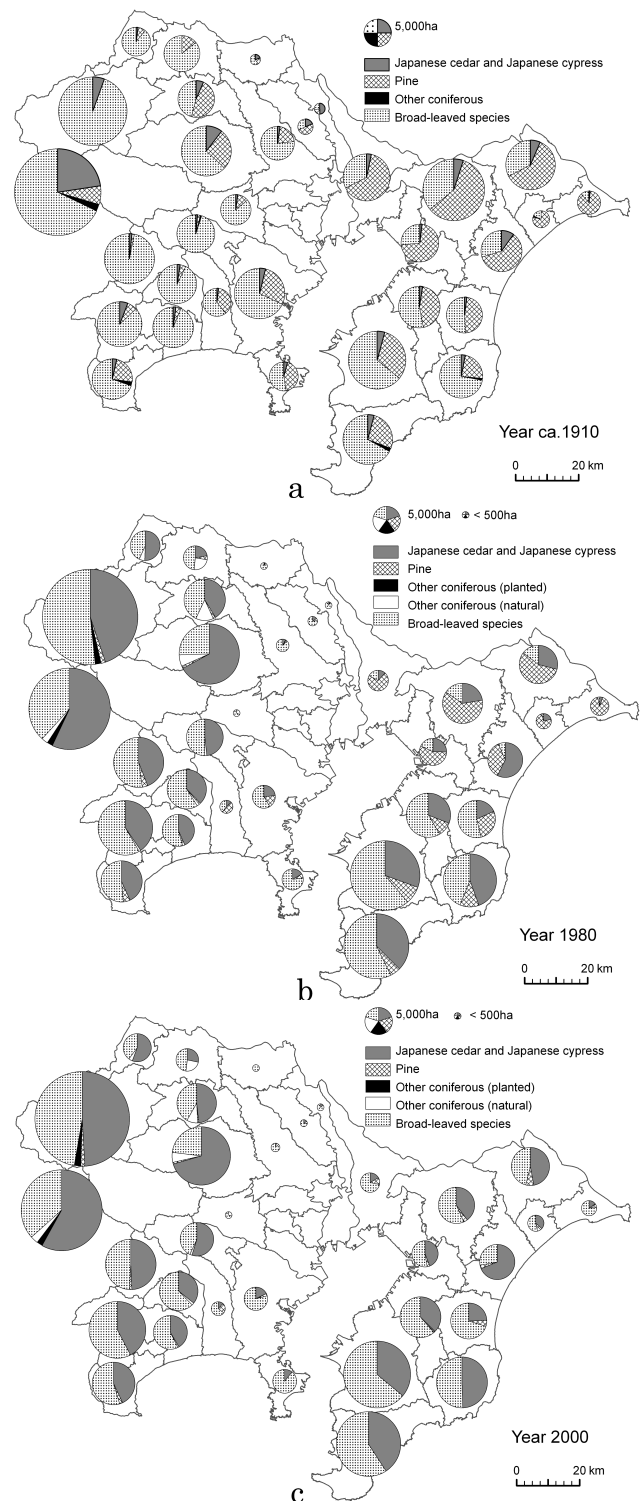 5,000ha
Japanese cedar and Japanese cypress
Pine
Other coniferous
Broad-leaved species
Year ca.1910
0 20 km
a
5,000ha < 500ha
Japanese cedar and Japanese cypress
Pine
Other coniferous (planted)
Other coniferous (natural)
Broad-leaved species
Year 1980
0 20 km
b
5,000ha < 500ha
Japanese cedar and Japanese cypress
Pine
Other coniferous (planted)
Other coniferous (natural)
Broad-leaved species
Year 2000
0 20 km
c